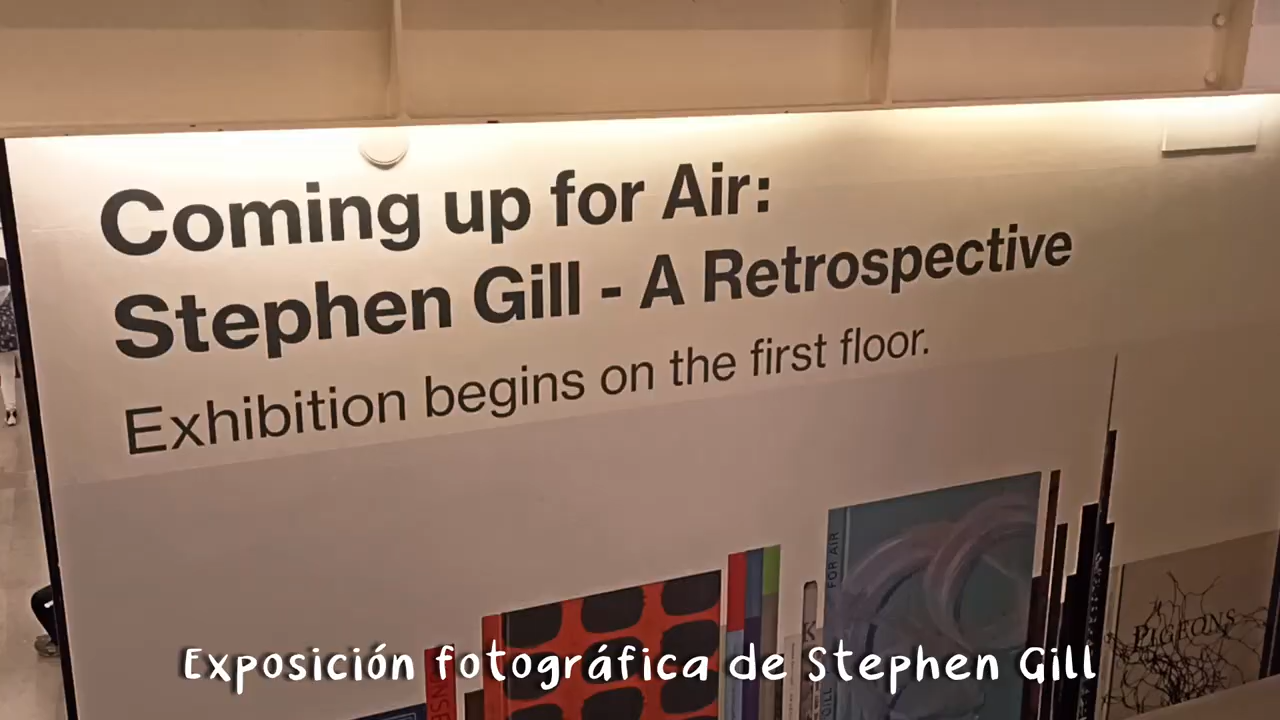 Coming up for Air:
Stephen Gill - A Retrospective
Exhibition begins on the first floor.
FOR AIR
PIGEONS
GILL
Exposición fotográfica de Stephen Gill